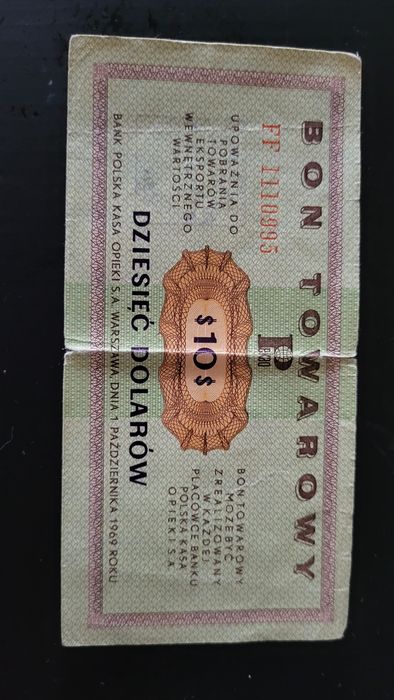 BON TOWAROWY
FF 1110995
PeKaO
UPOWAŻNIA DO
POBRANIA
TOWARÓW
EKSPORTU
WEWNĘTRZNEGO
WARTOŚCI
BON TOWAROWY
MOŻE BYĆ
ZREALIZOWANY
W KAŻDEJ
PLACÓWCE BANKU
POLSKA KASA
OPIEKI S.A.
$10$
DZIESIĘĆ DOLARÓW
BANK POLSKA KASA OPIEKI S.A. WARSZAWA, DNIA 1 PAŹDZIERNIKA 1969 ROKU